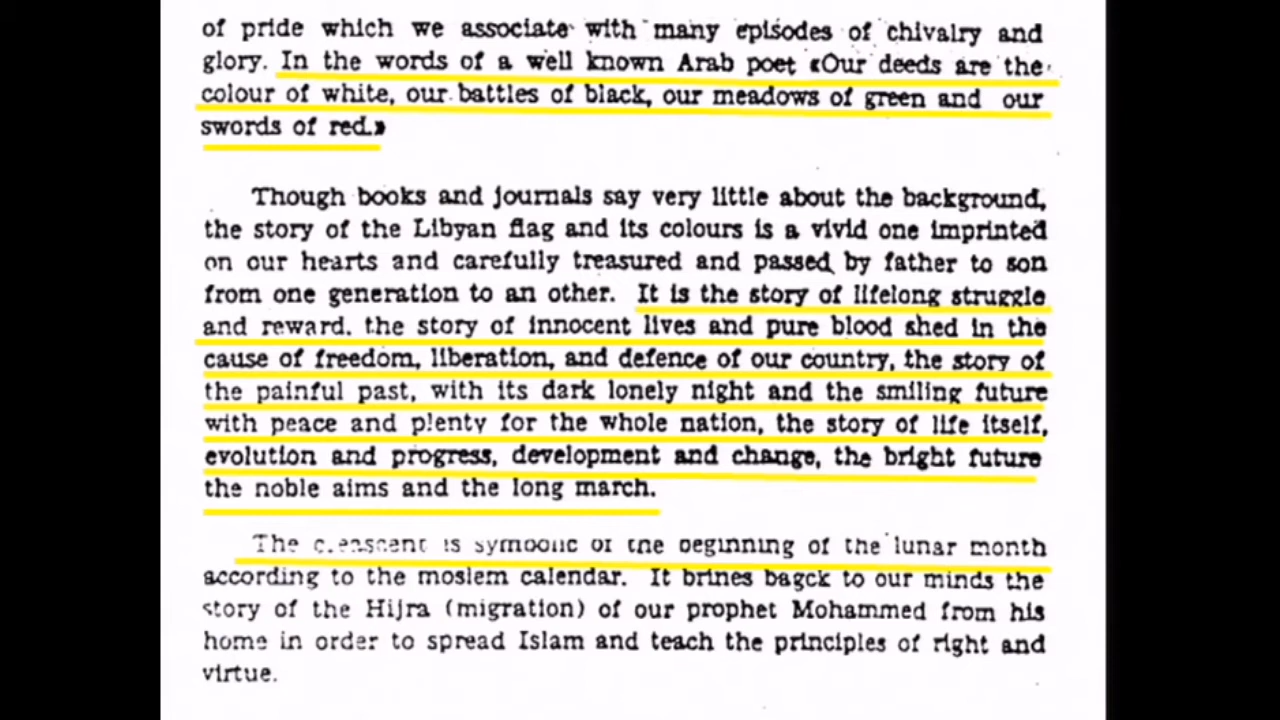 of pride which we associate with many episodes of chivalry and
glory. In the words of a well known Arab poet «Our deeds are the
colour of white, our battles of black, our meadows of green and our
swords of red.»
Though books and journals say very little about the background,
the story of the Libyan flag and its colours is a vivid one imprinted
on our hearts and carefully treasured and passed by father to son
from one generation to an other. It is the story of lifelong struggle
and reward. the story of innocent lives and pure blood shed in the
cause of freedom, liberation, and defence of our country, the story of
the painful past, with its dark lonely night and the smiling future
with peace and plenty for the whole nation, the story of life itself,
evolution and progress, development and change, the bright future
the noble aims and the long march.
The creascent is symbolic of the beginning of the lunar month
according to the moslem calendar. It brines bagck to our minds the
story of the Hijra (migration) of our prophet Mohammed from his
home in order to spread Islam and teach the principles of right and
virtue.